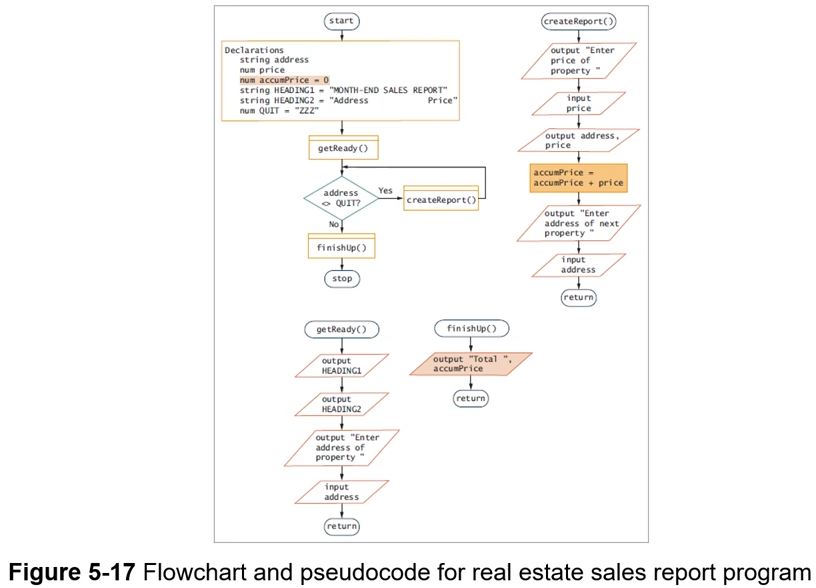 start
Declarations
string address
num price
num accumPrice = 0
string HEADING1 = "MONTH-END SALES REPORT"
string HEADING2 = "Address Price"
num QUIT = "ZZZ"
getReady()
address
<> QUIT?
Yes
createReport()
No
finishUp()
stop
createReport()
output "Enter
price of
property "
input
price
output address,
price
accumPrice =
accumPrice + price
output "Enter
address of next
property "
input
address
return
getReady()
output
HEADING1
output
HEADING2
output "Enter
address of
property "
input
address
return
finishUp()
output "Total ",
accumPrice
return
Figure 5-17 Flowchart and pseudocode for real estate sales report program